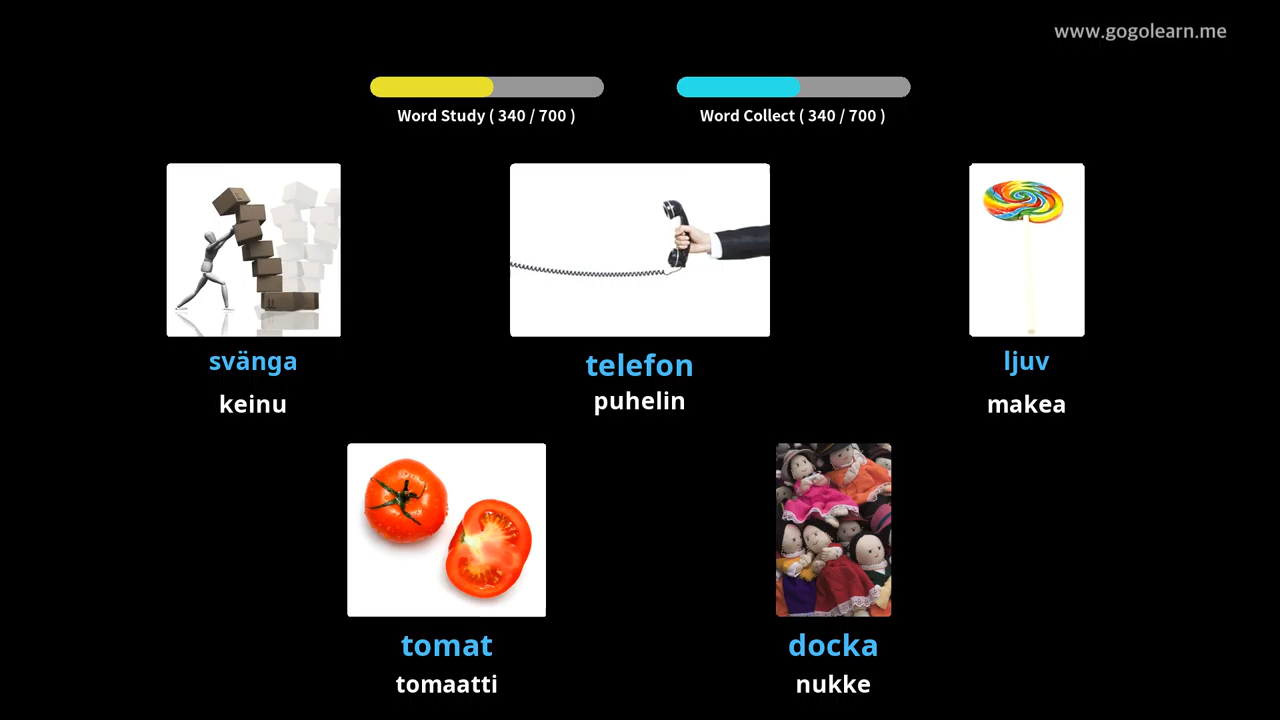 www.gogolearn.me
Word Study ( 340 / 700 )
Word Collect ( 340 / 700 )
svänga
keinu
telefon
puhelin
ljuv
makea
tomat
tomaatti
docka
nukke